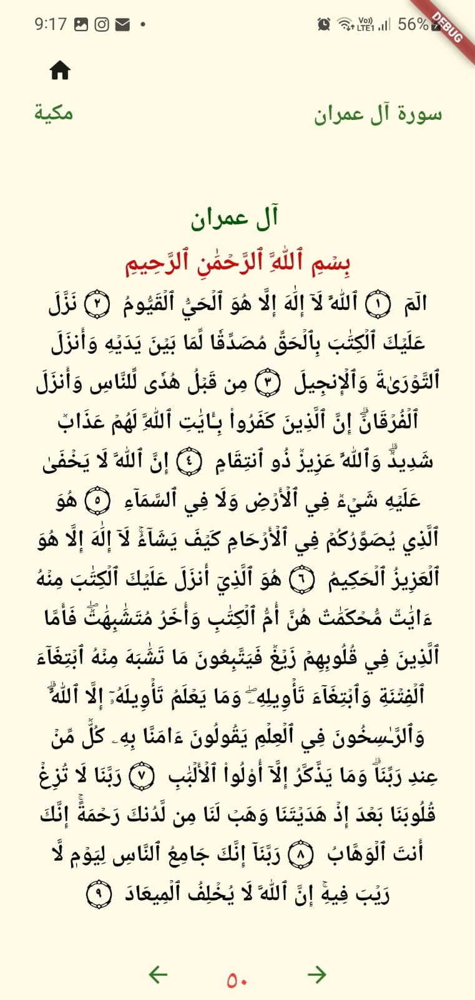 9:17
Vo)) LTE1 56%
DEBUG
سورة آل عمران
مكية
آل عمران
بِسۡمِ ٱللَّهِ ٱلرَّحۡمَٰنِ ٱلرَّحِيمِ
الٓمٓ ١ ٱللَّهُ لَآ إِلَٰهَ إِلَّا هُوَ ٱلۡحَيُّ ٱلۡقَيُّومُ ٢ نَزَّلَ
عَلَيۡكَ ٱلۡكِتَٰبَ بِٱلۡحَقِّ مُصَدِّقٗا لِّمَا بَيۡنَ يَدَيۡهِ وَأَنزَلَ
ٱلتَّوۡرَىٰةَ وَٱلۡإِنجِيلَ ٣ مِن قَبۡلُ هُدٗى لِّلنَّاسِ وَأَنزَلَ
ٱلۡفُرۡقَانَۗ إِنَّ ٱلَّذِينَ كَفَرُواْ بِـَٔايَٰتِ ٱللَّهِ لَهُمۡ عَذَابٞ
شَدِيدٞۗ وَٱللَّهُ عَزِيزٞ ذُو ٱنتِقَامٍ ٤ إِنَّ ٱللَّهَ لَا يَخۡفَىٰ
عَلَيۡهِ شَيۡءٞ فِي ٱلۡأَرۡضِ وَلَا فِي ٱلسَّمَآءِ ٥ هُوَ
ٱلَّذِي يُصَوِّرُكُمۡ فِي ٱلۡأَرۡحَامِ كَيۡفَ يَشَآءُۚ لَآ إِلَٰهَ إِلَّا هُوَ
ٱلۡعَزِيزُ ٱلۡحَكِيمُ ٦ هُوَ ٱلَّذِيٓ أَنزَلَ عَلَيۡكَ ٱلۡكِتَٰبَ مِنۡهُ
ءَايَٰتٞ مُّحۡكَمَٰتٌ هُنَّ أُمُّ ٱلۡكِتَٰبِ وَأُخَرُ مُتَشَٰبِهَٰتٞۖ فَأَمَّا
ٱلَّذِينَ فِي قُلُوبِهِمۡ زَيۡغٞ فَيَتَّبِعُونَ مَا تَشَٰبَهَ مِنۡهُ ٱبۡتِغَآءَ
ٱلۡفِتۡنَةِ وَٱبۡتِغَآءَ تَأۡوِيلِهِۦۖ وَمَا يَعۡلَمُ تَأۡوِيلَهُۥٓ إِلَّا ٱللَّهُۗ
وَٱلرَّـٰسِخُونَ فِي ٱلۡعِلۡمِ يَقُولُونَ ءَامَنَّا بِهِۦ كُلّٞ مِّنۡ
عِندِ رَبِّنَاۗ وَمَا يَذَّكَّرُ إِلَّآ أُوْلُواْ ٱلۡأَلۡبَٰبِ ٧ رَبَّنَا لَا تُزِغۡ
قُلُوبَنَا بَعۡدَ إِذۡ هَدَيۡتَنَا وَهَبۡ لَنَا مِن لَّدُنكَ رَحۡمَةًۚ إِنَّكَ
أَنتَ ٱلۡوَهَّابُ ٨ رَبَّنَآ إِنَّكَ جَامِعُ ٱلنَّاسِ لِيَوۡمٖ لَّا
رَيۡبَ فِيهِۚ إِنَّ ٱللَّهَ لَا يُخۡلِفُ ٱلۡمِيعَادَ ٩
٥٠